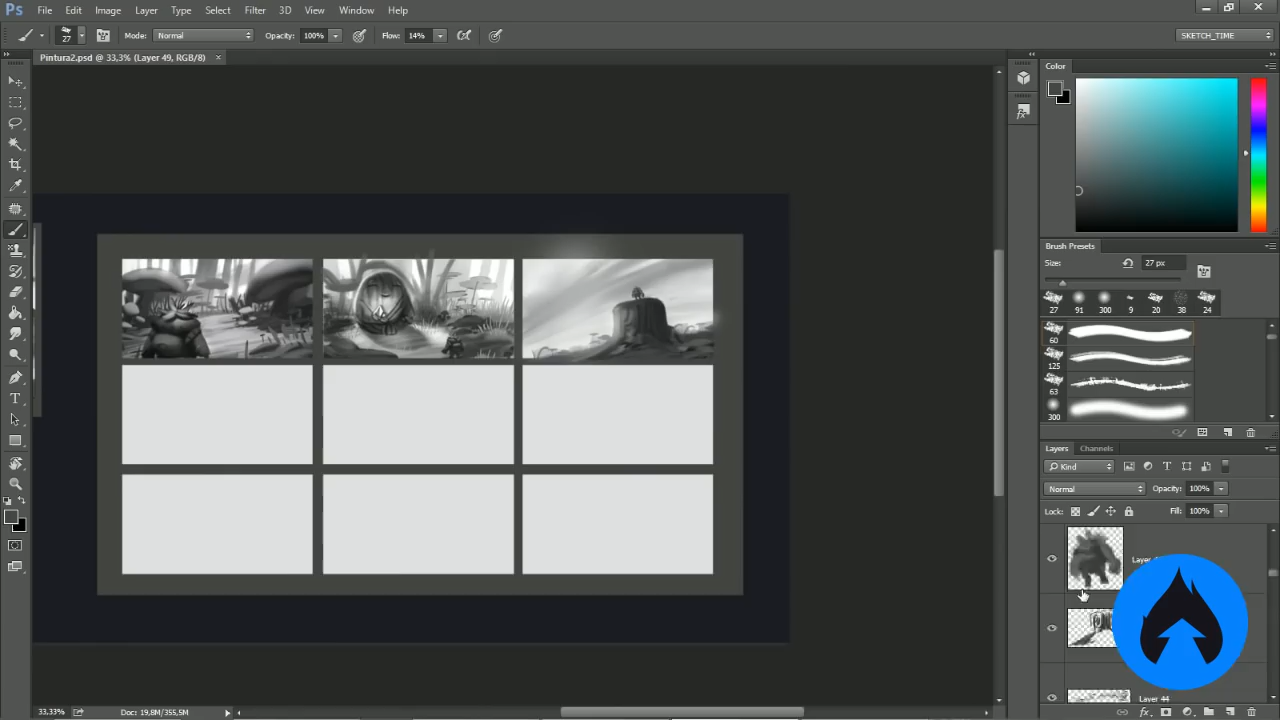 Ps File Edit Image Layer Type Select Filter 3D View Window Help
27 Mode: Normal Opacity: 100% Flow: 14% SKETCH_TIME
Pintura2.psd @ 33,3% (Layer 49, RGB/8) ×
Color
Brush Presets
Size: 27 px
27 91 300 9 20 38 24
60
125
63
300
Layers Channels
Kind
Normal Opacity: 100%
Lock: Fill: 100%
Layer
Layer 44
33,33% Doc: 19,8M/355,5M
fx